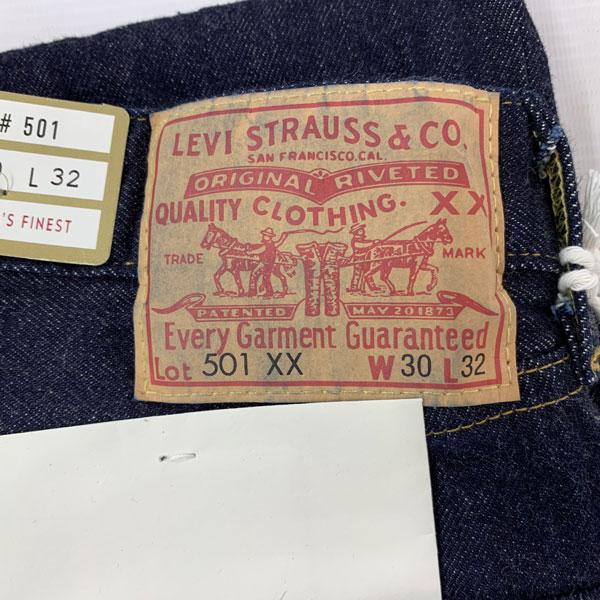 # 501
L 32
'S FINEST
LEVI STRAUSS & CO.
SAN FRANCISCO, CAL.
ORIGINAL RIVETED
QUALITY CLOTHING. XX
TRADE MARK
PATENTED MAY 20 1873
Every Garment Guaranteed
Lot 501 XX W 30 L 32